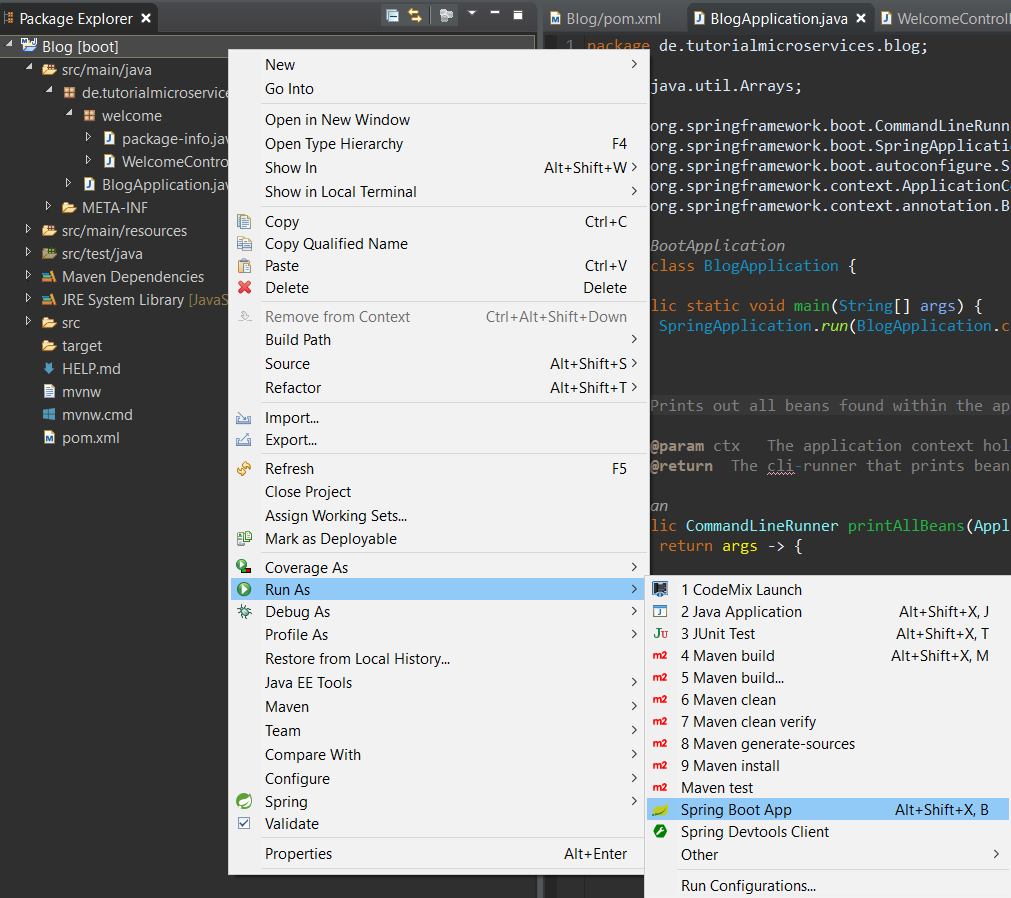 Package Explorer
Blog [boot]
src/main/java
de.tutorialmicroservice
welcome
package-info.jav
WelcomeContro
BlogApplication.jav
META-INF
src/main/resources
src/test/java
Maven Dependencies
JRE System Library [JavaS
src
target
HELP.md
mvnw
mvnw.cmd
pom.xml
New
Go Into
Open in New Window
Open Type Hierarchy F4
Show In Alt+Shift+W
Show in Local Terminal
Copy Ctrl+C
Copy Qualified Name
Paste Ctrl+V
Delete Delete
Remove from Context Ctrl+Alt+Shift+Down
Build Path
Source Alt+Shift+S
Refactor Alt+Shift+T
Import...
Export...
Refresh F5
Close Project
Assign Working Sets...
Mark as Deployable
Coverage As
Run As
Debug As
Profile As
Restore from Local History...
Java EE Tools
Maven
Team
Compare With
Configure
Spring
Validate
Properties Alt+Enter
1 CodeMix Launch
2 Java Application Alt+Shift+X, J
3 JUnit Test Alt+Shift+X, T
4 Maven build Alt+Shift+X, M
5 Maven build...
6 Maven clean
7 Maven clean verify
8 Maven generate-sources
9 Maven install
Maven test
Spring Boot App Alt+Shift+X, B
Spring Devtools Client
Other
Run Configurations...
Blog/pom.xml
BlogApplication.java
WelcomeControll
1 package de.tutorialmicroservices.blog;
java.util.Arrays;
org.springframework.boot.CommandLineRunn
org.springframework.boot.SpringApplicatio
org.springframework.boot.autoconfigure.S
org.springframework.context.ApplicationCo
org.springframework.context.annotation.B
BootApplication
class BlogApplication {
lic static void main(String[] args) {
SpringApplication.run(BlogApplication.c
Prints out all beans found within the ap
@param ctx The application context hol
@return The cli-runner that prints bean
an
lic CommandLineRunner printAllBeans(Appl
return args -> {